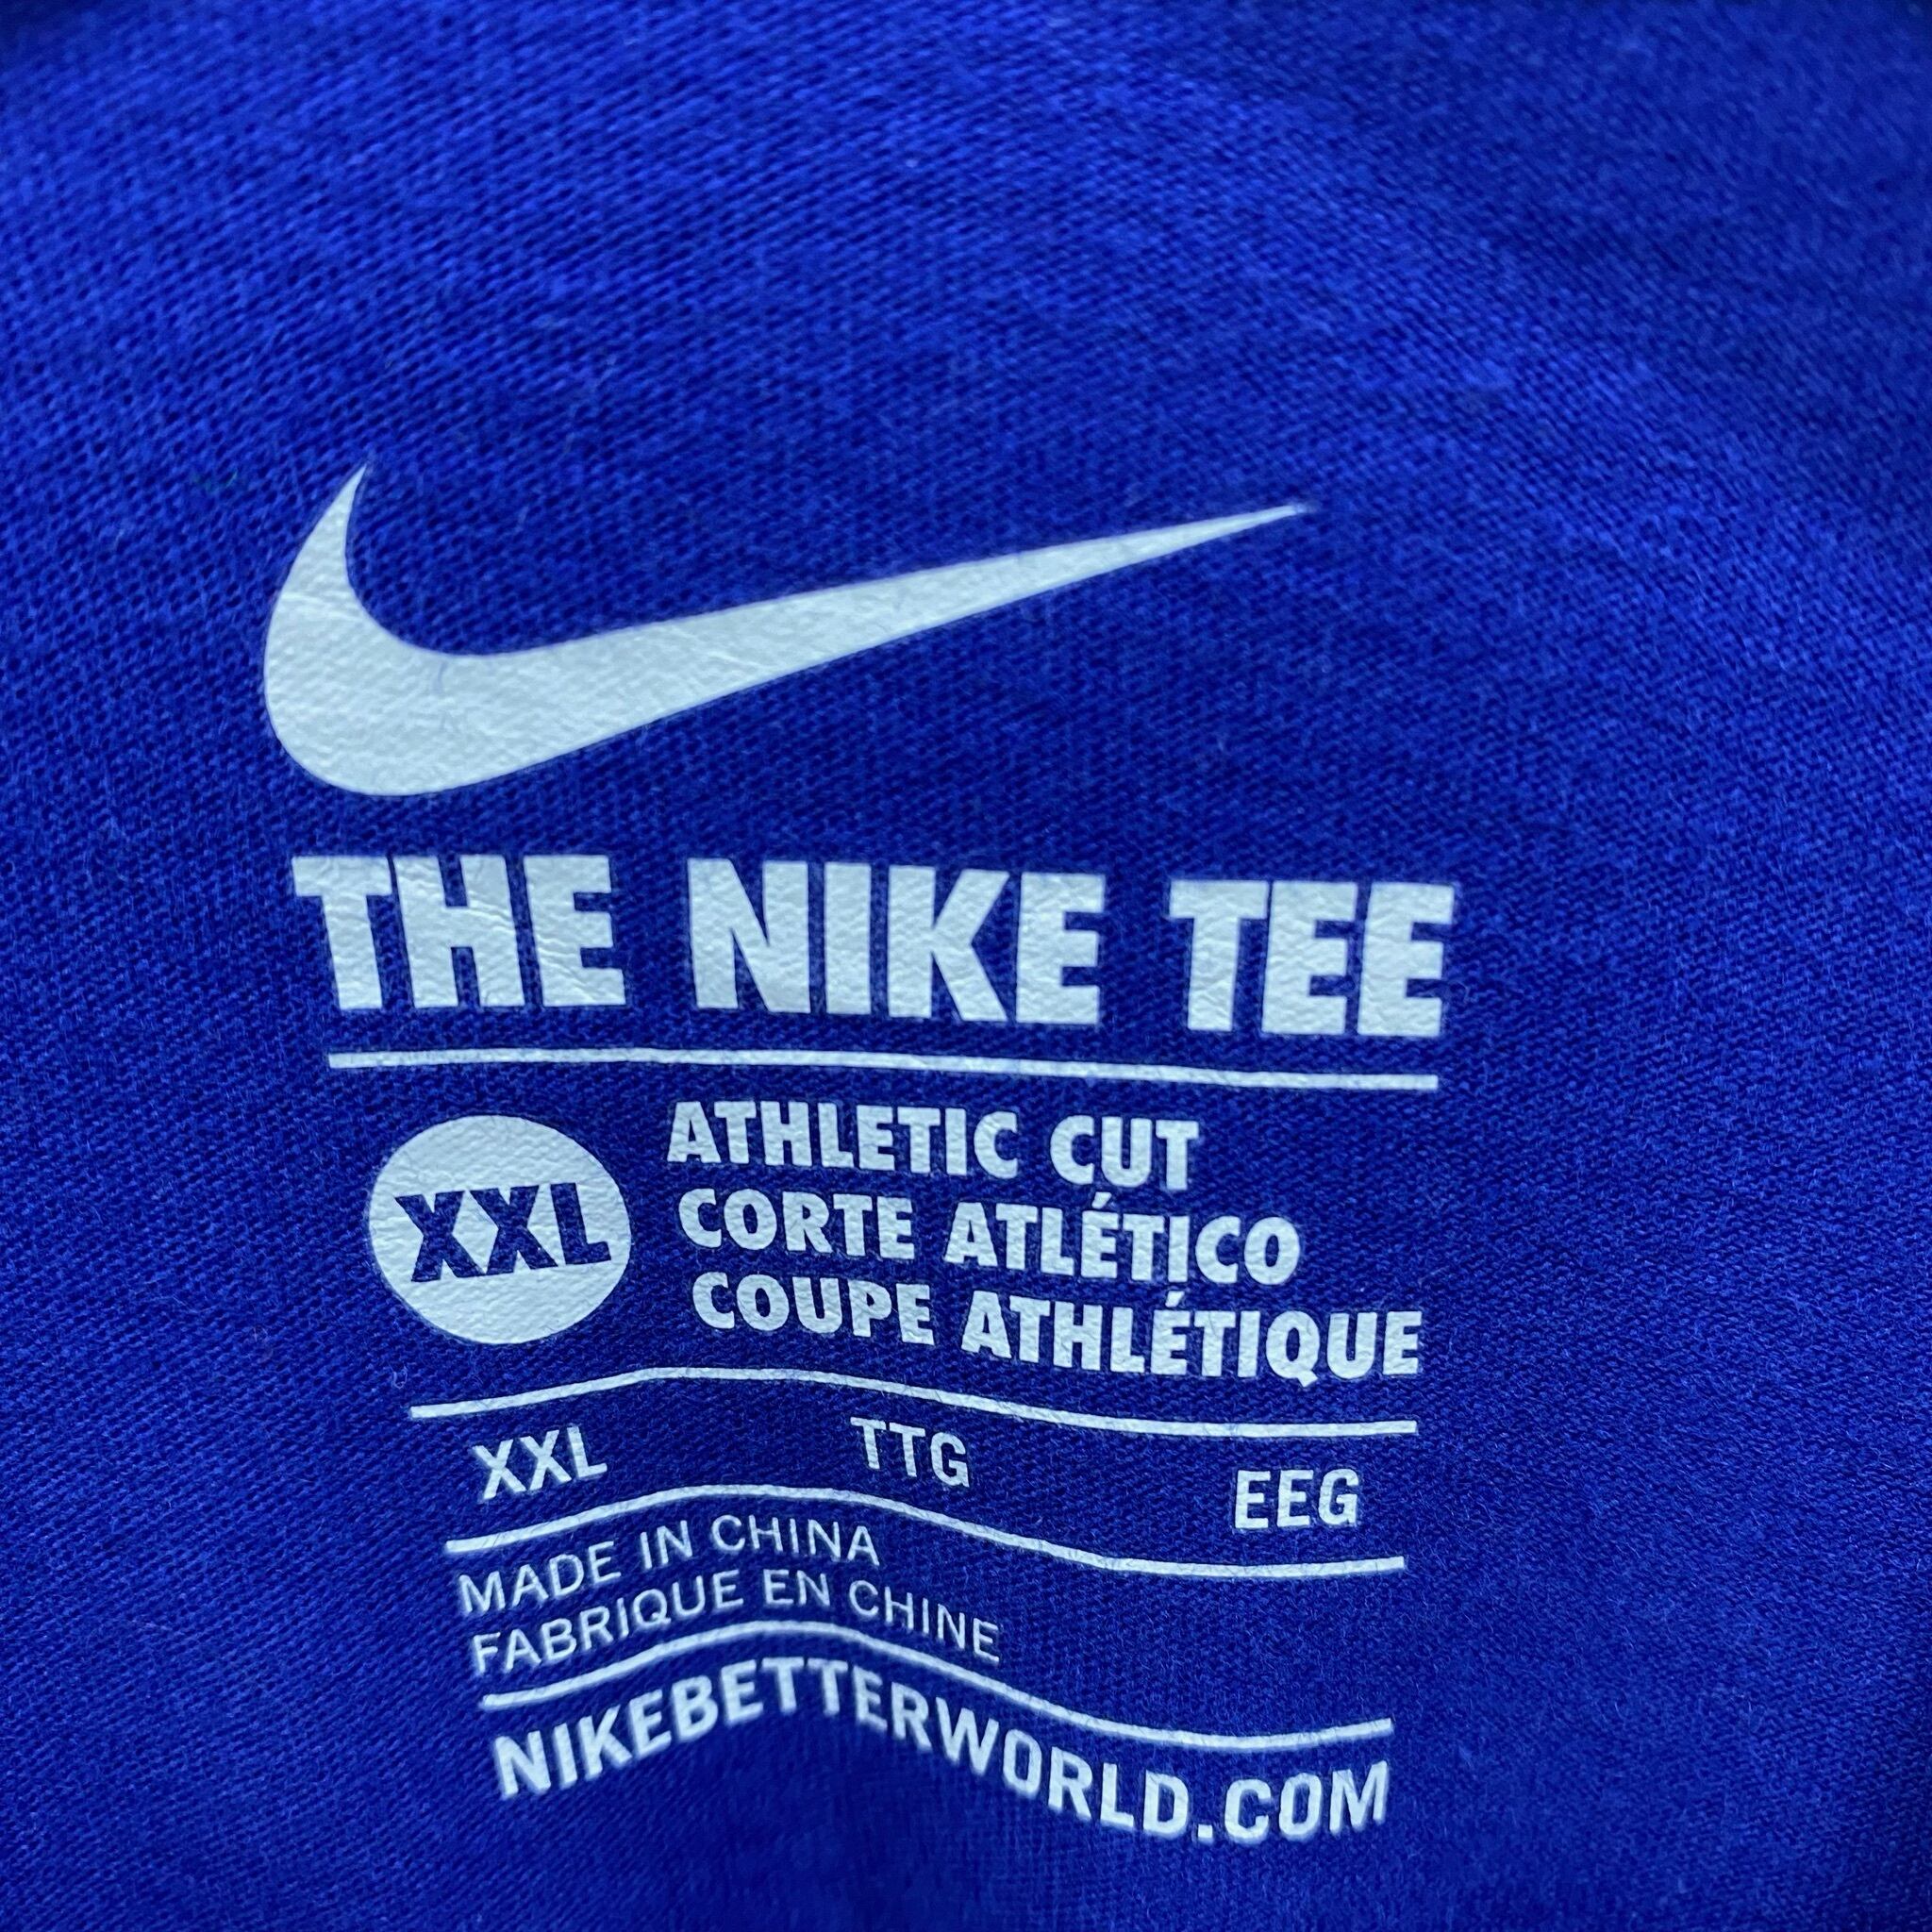 THE NIKE TEE
XXL
ATHLETIC CUT
CORTE ATLÉTICO
COUPE ATHLÉTIQUE
XXL TTG EEG
MADE IN CHINA
FABRIQUE EN CHINE
NIKEBETTERWORLD.COM